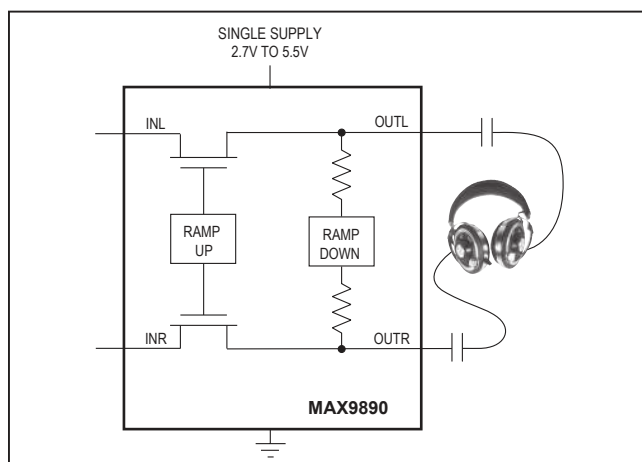 SINGLE SUPPLY
2.7V TO 5.5V
INL
OUTL
RAMP
UP
RAMP
DOWN
INR
OUTR
MAX9890